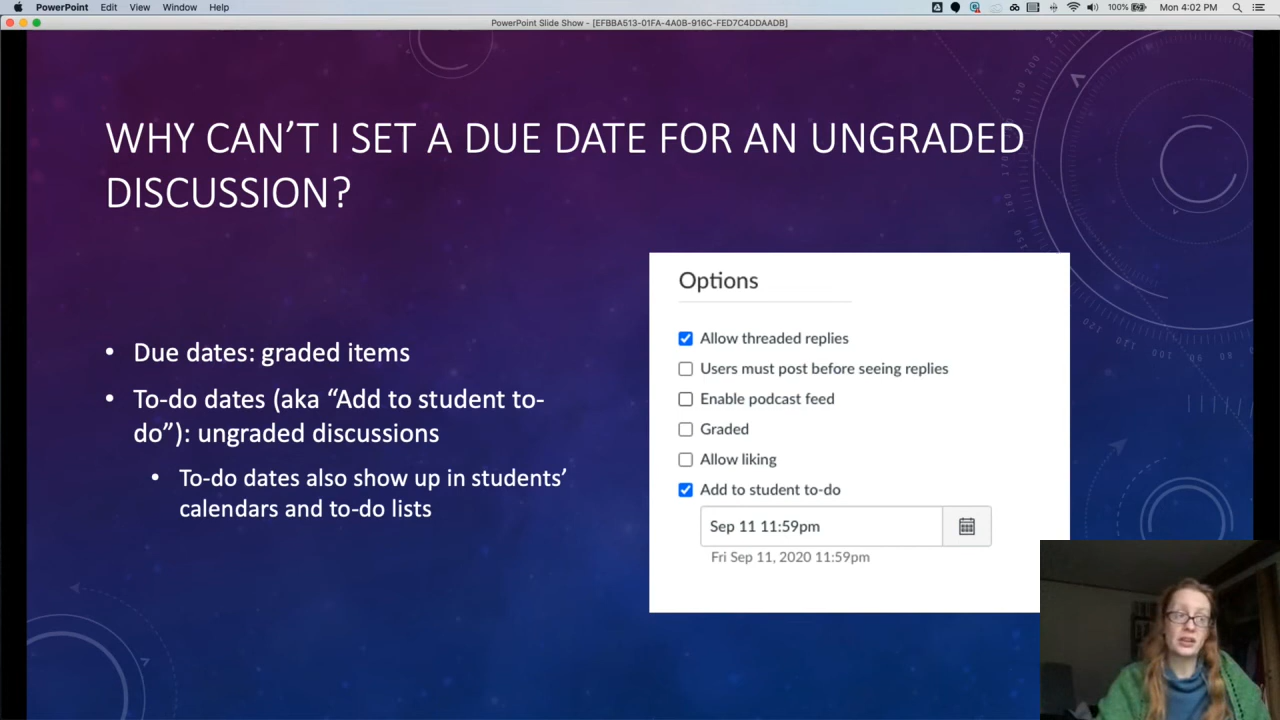 PowerPoint Edit View Window Help 100% Mon 4:02 PM
PowerPoint Slide Show - [EFBBA513-01FA-4A0B-916C-FED7C4DDAADB]
WHY CAN'T I SET A DUE DATE FOR AN UNGRADED
DISCUSSION?
• Due dates: graded items
• To-do dates (aka “Add to student to-
do”): ungraded discussions
• To-do dates also show up in students’
calendars and to-do lists
Options
Allow threaded replies
Users must post before seeing replies
Enable podcast feed
Graded
Allow liking
Add to student to-do
Sep 11 11:59pm
Fri Sep 11, 2020 11:59pm